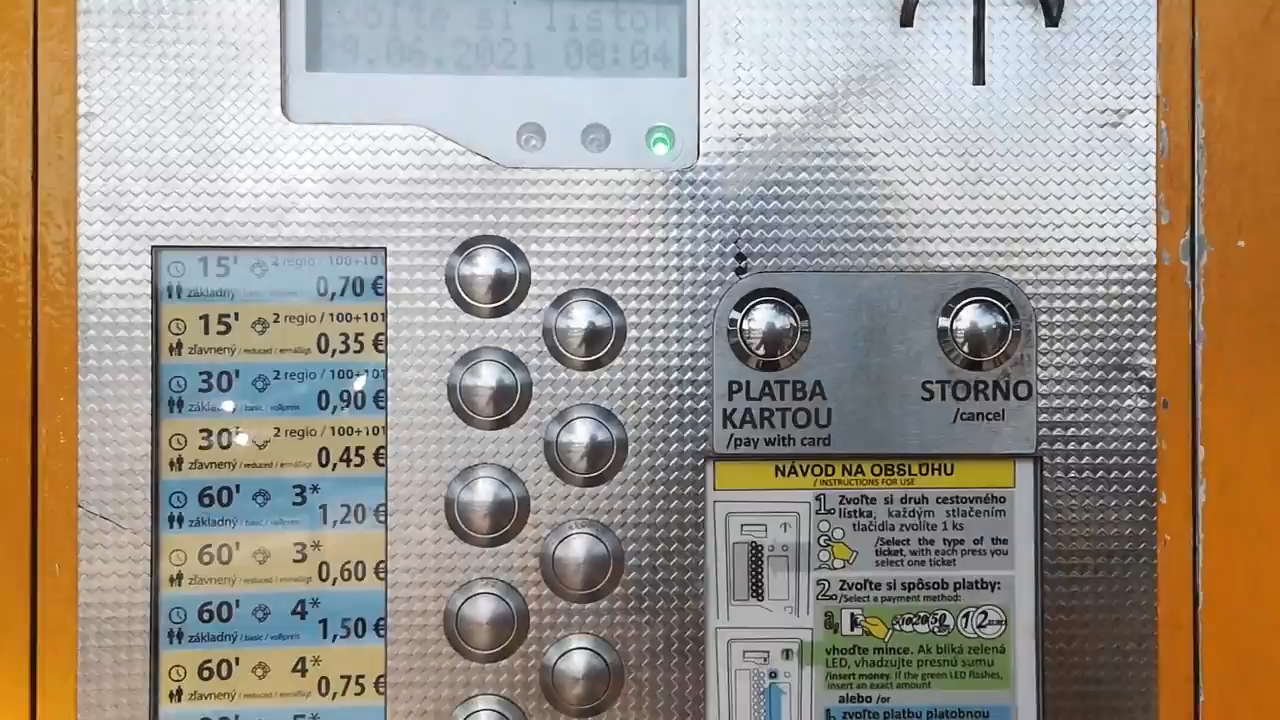 zvoľte si lístok
9.06.2021 08:04
15' 2 regio / 100+101
základný / basic / vollpreis 0,70 €
15' 2 regio / 100+101
zľavnený / reduced / ermäßigt 0,35 €
30' 2 regio / 100+101
základný / basic / vollpreis 0,90 €
30' 2 regio / 100+101
zľavnený / reduced / ermäßigt 0,45 €
60' 3*
základný / basic / vollpreis 1,20 €
60' 3*
zľavnený / reduced / ermäßigt 0,60 €
60' 4*
základný / basic / vollpreis 1,50 €
60' 4*
zľavnený / reduced / ermäßigt 0,75 €
PLATBA
KARTOU
/pay with card
STORNO
/cancel
NÁVOD NA OBSLUHU
/ INSTRUCTIONS FOR USE
1. Zvoľte si druh cestovného
lístka, každým stlačením
tlačidla zvolíte 1 ks
/Select the type of the
ticket, with each press you
select one ticket
2. Zvoľte si spôsob platby:
/Select a payment method:
a, 10 20 50 1 2
vhoďte mince. Ak bliká zelená
LED, vhadzujte presnú sumu
/insert money. If the green LED flashes,
insert an exact amount
alebo /or
b, zvoľte platbu platobnou